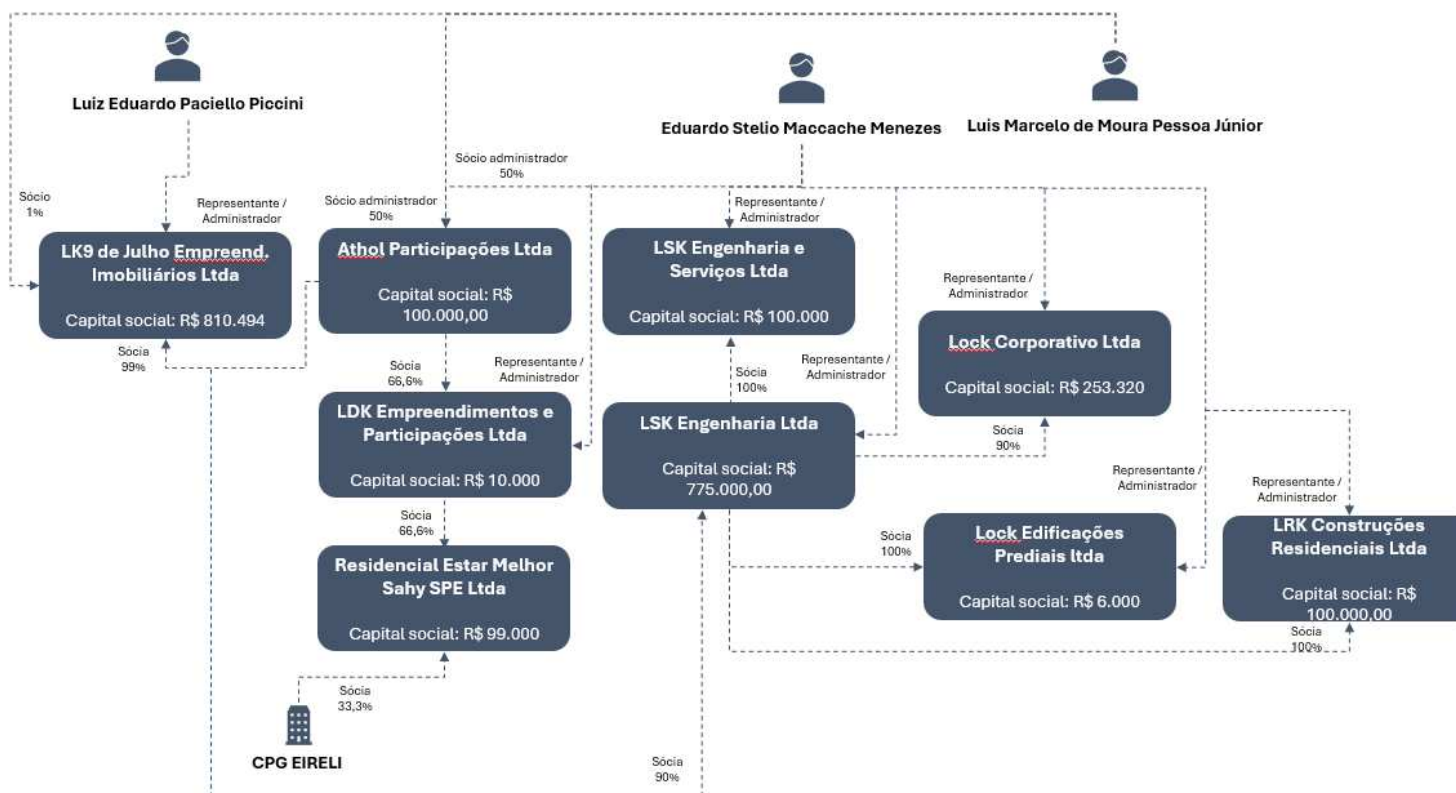 Luiz Eduardo Paciello Piccini
Eduardo Stelio Maccache Menezes
Luis Marcelo de Moura Pessoa Júnior
Sócio administrador
50%
Sócio
1%
Representante /
Administrador
Sócio administrador
50%
Representante /
Administrador
LK9 de Julho Empreend.
Imobiliários Ltda
Capital social: R$ 810.494
Athol Participações Ltda
Capital social: R$
100.000,00
LSK Engenharia e
Serviços Ltda
Capital social: R$ 100.000
Representante /
Administrador
Lock Corporativo Ltda
Capital social: R$ 253.320
Sócia
99%
Sócia
66,6%
Representante /
Administrador
Sócia
100%
Representante /
Administrador
LDK Empreendimentos e
Participações Ltda
Capital social: R$ 10.000
LSK Engenharia Ltda
Capital social: R$
775.000,00
Sócia
90%
Representante /
Administrador
Representante /
Administrador
Sócia
66,6%
Sócia
100%
Lock Edificações
Prediais ltda
Capital social: R$ 6.000
LRK Construções
Residenciais Ltda
Capital social: R$
100.000,00
Residencial Estar Melhor
Sahy SPE Ltda
Capital social: R$ 99.000
Sócia
100%
Sócia
33,3%
CPG EIRELI
Sócia
90%